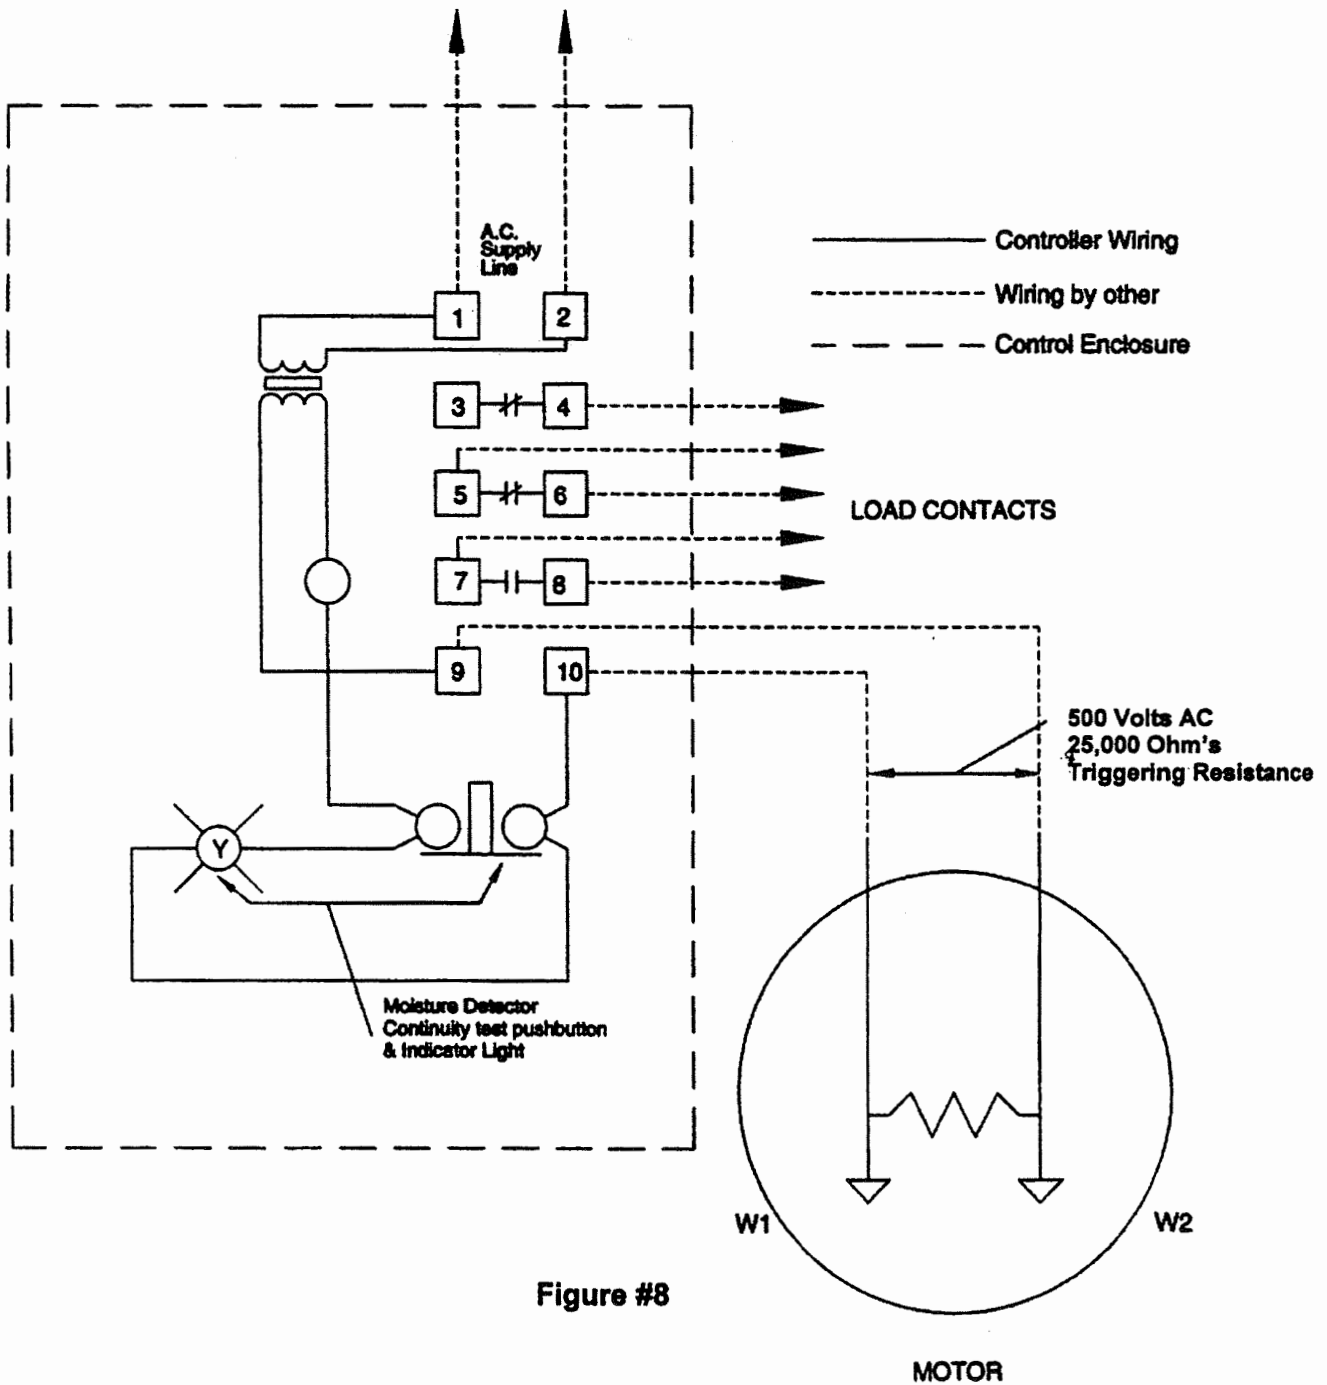 A.C.
Supply
Line
1
2
Controller Wiring
Wiring by other
Control Enclosure
3
4
5
6
LOAD CONTACTS
7
8
9
10
500 Volts AC
25,000 Ohm's
Triggering Resistance
Y
Moisture Detector
Continuity test pushbutton
& Indicator Light
W1
W2
Figure #8
MOTOR